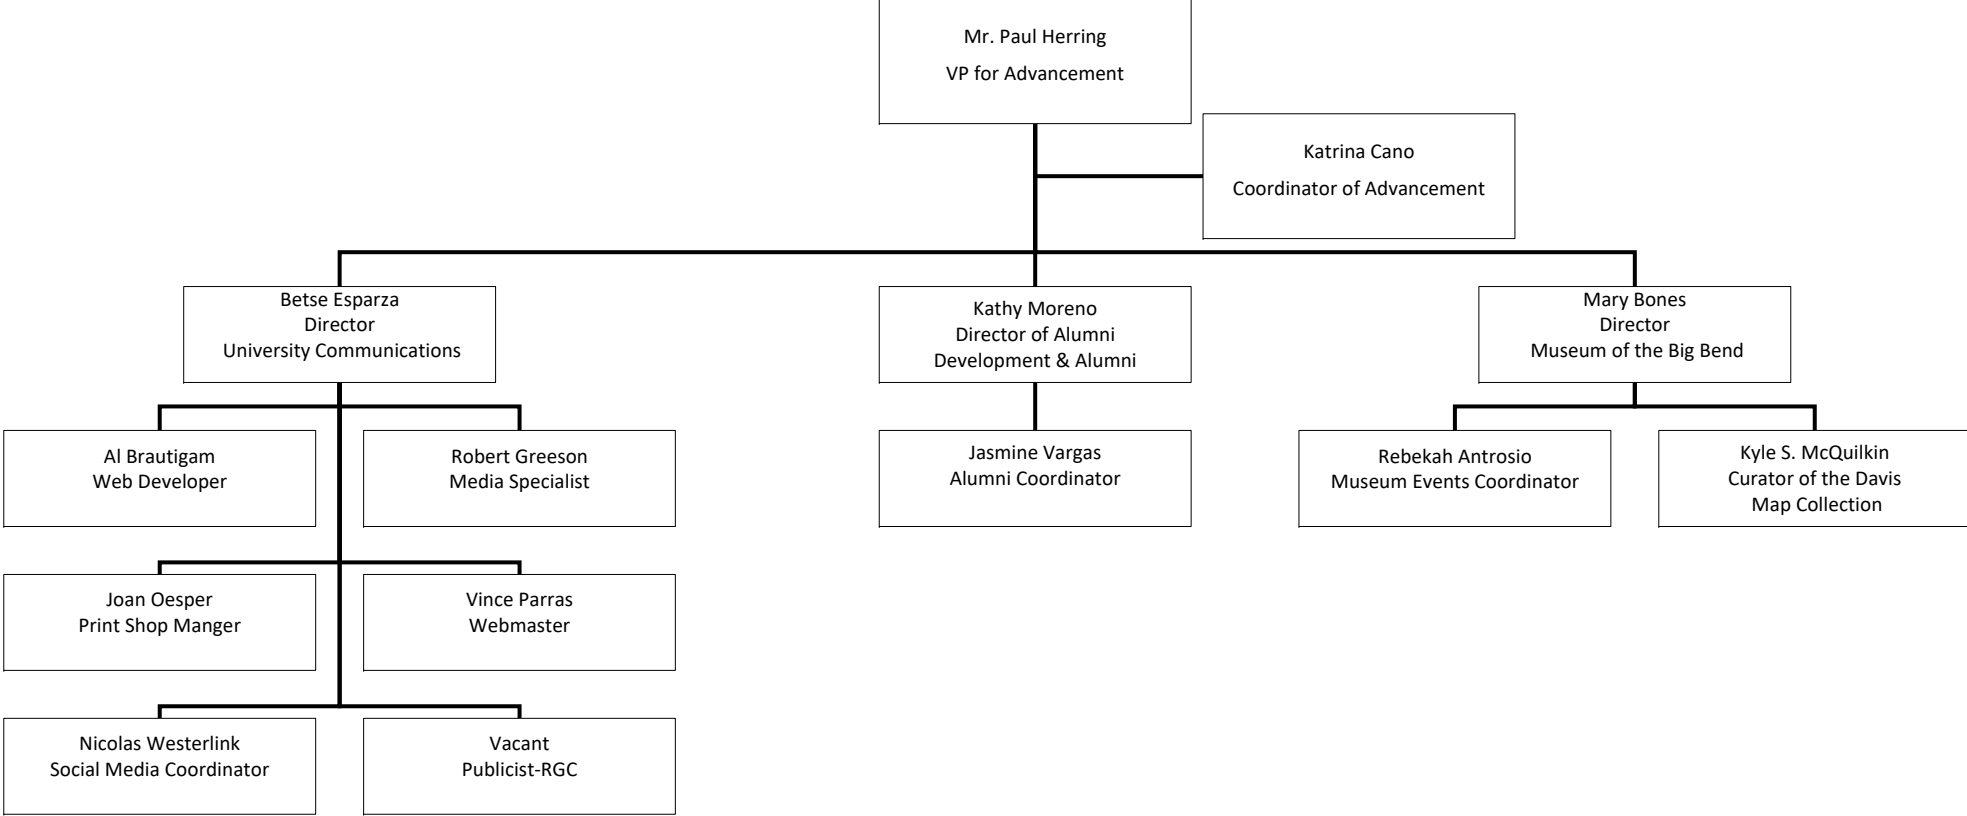 Mr. Paul Herring
VP for Advancement
Katrina Cano
Coordinator of Advancement
Betse Esparza
Director
University Communications
Kathy Moreno
Director of Alumni
Development & Alumni
Mary Bones
Director
Museum of the Big Bend
Al Brautigam
Web Developer
Robert Greeson
Media Specialist
Jasmine Vargas
Alumni Coordinator
Rebekah Antrosio
Museum Events Coordinator
Kyle S. McQuilkin
Curator of the Davis
Map Collection
Joan Oesper
Print Shop Manger
Vince Parras
Webmaster
Nicolas Westerlink
Social Media Coordinator
Vacant
Publicist-RGC